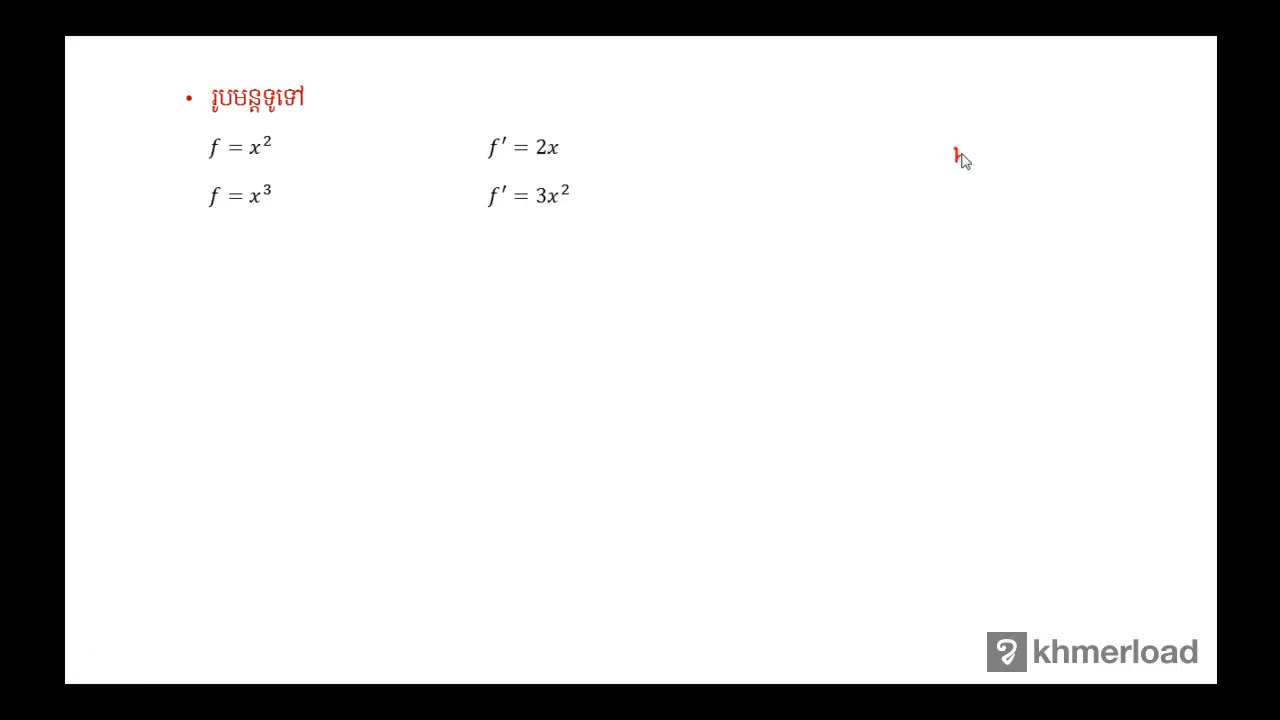 • រូបមន្តទូទៅ
f = x² f′ = 2x
f = x³ f′ = 3x²
khmerload